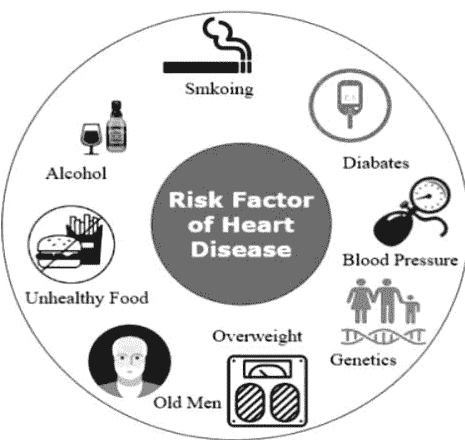 Smkoing
Diabates
Alcohol
Risk Factor
of Heart
Disease
Blood Pressure
Unhealthy Food
Overweight
Genetics
Old Men